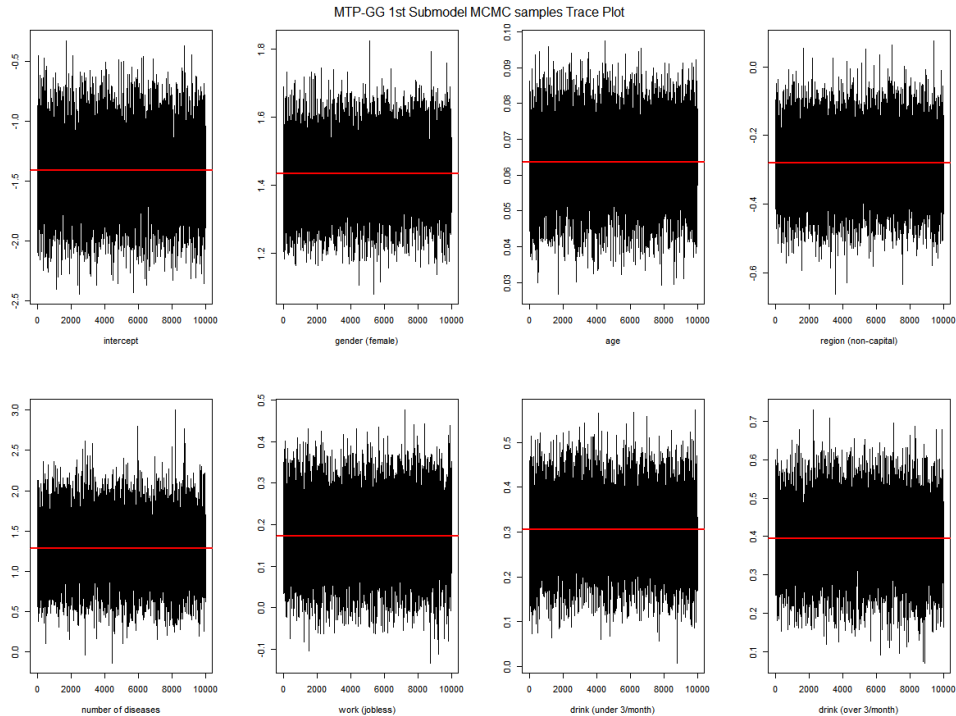 MTP-GG 1st Submodel MCMC samples Trace Plot
-0.5
-1.0
-1.5
-2.0
-2.5
0 2000 4000 6000 8000 10000
intercept
1.8
1.6
1.4
1.2
0 2000 4000 6000 8000 10000
gender (female)
0.10
0.09
0.08
0.07
0.06
0.05
0.04
0.03
0 2000 4000 6000 8000 10000
age
0.0
-0.2
-0.4
-0.6
0 2000 4000 6000 8000 10000
region (non-capital)
3.0
2.5
2.0
1.5
1.0
0.5
0.0
0 2000 4000 6000 8000 10000
number of diseases
0.5
0.4
0.3
0.2
0.1
0.0
-0.1
0 2000 4000 6000 8000 10000
work (jobless)
0.5
0.4
0.3
0.2
0.1
0.0
0 2000 4000 6000 8000 10000
drink (under 3/month)
0.7
0.6
0.5
0.4
0.3
0.2
0.1
0 2000 4000 6000 8000 10000
drink (over 3/month)